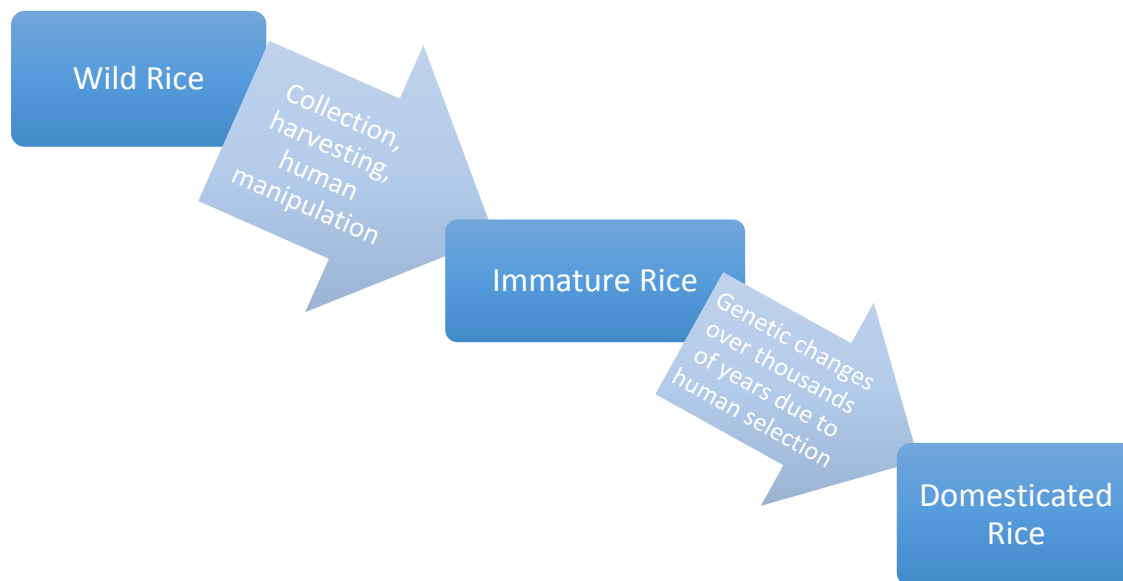 Wild Rice
Collection,
harvesting,
human
manipulation
Immature Rice
Genetic changes
over thousands
of years due to
human selection
Domesticated
Rice